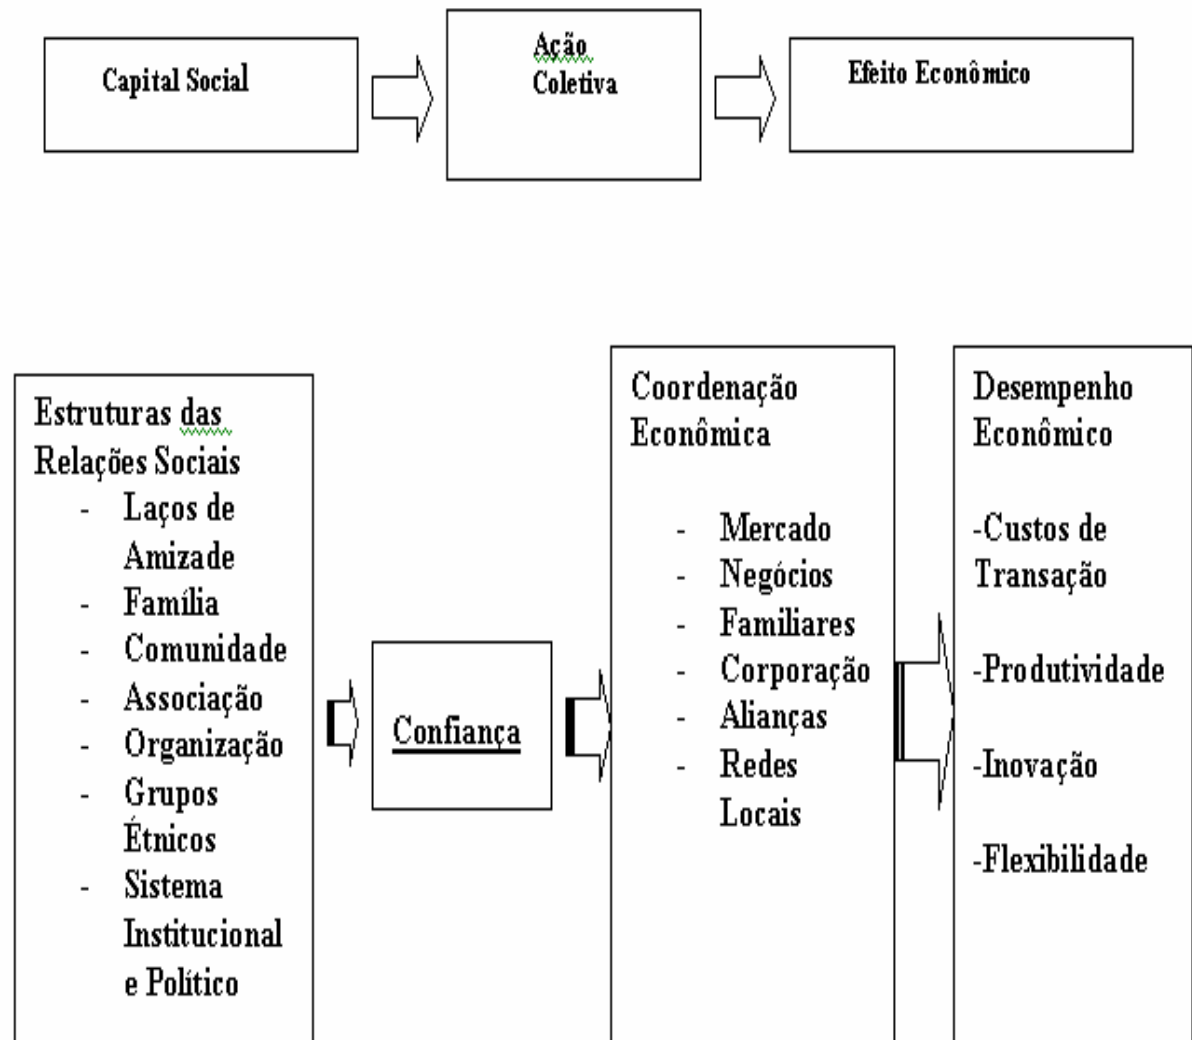 Capital Social
Ação
Coletiva
Efeito Econômico
Estruturas das
Relações Sociais
- Laços de
Amizade
- Família
- Comunidade
- Associação
- Organização
- Grupos
Étnicos
- Sistema
Institucional
e Político
Confiança
Coordenação
Econômica
- Mercado
- Negócios
- Familiares
- Corporação
- Alianças
- Redes
Locais
Desempenho
Econômico
-Custos de
Transação
-Produtividade
-Inovação
-Flexibilidade